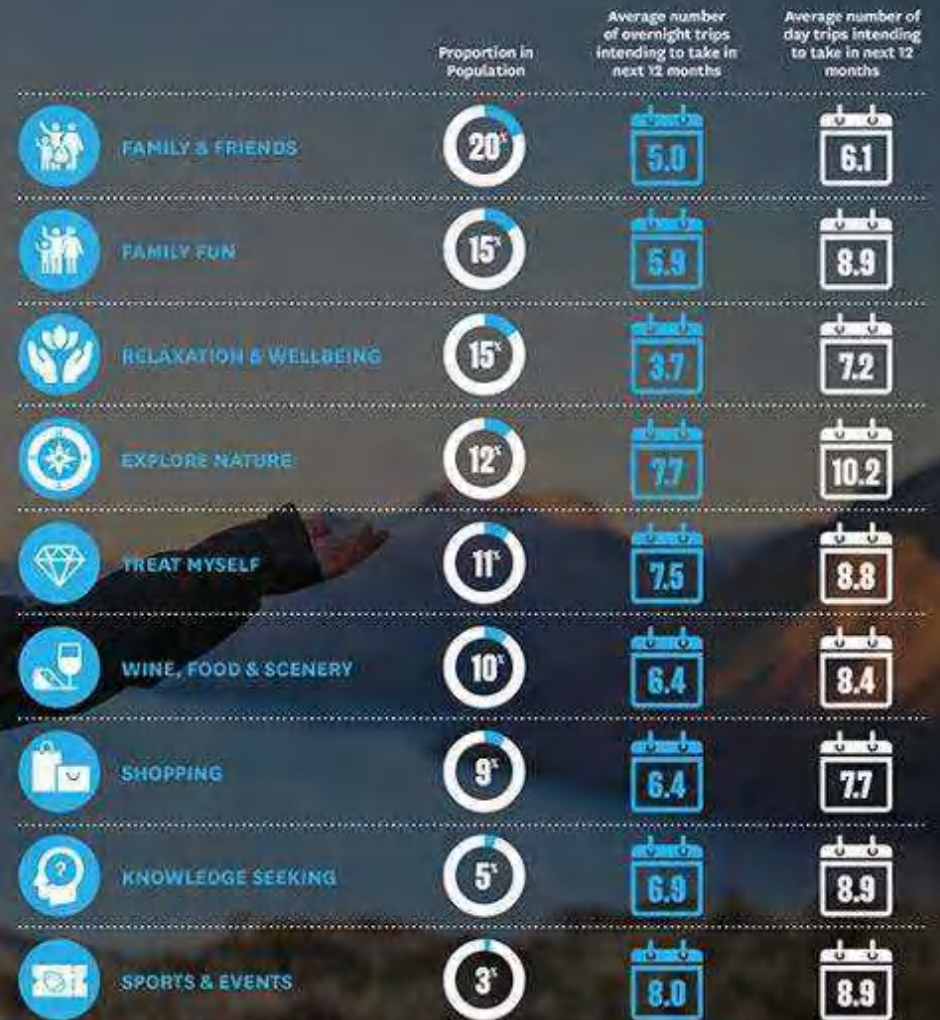 Proportion in
Population
Average number
of overnight trips
intending to take in
next 12 months
Average number of
day trips intending
to take in next 12
months
FAMILY & FRIENDS 20% 5.0 6.1
FAMILY FUN 15% 5.9 8.9
RELAXATION & WELLBEING 15% 3.7 7.2
EXPLORE NATURE 12% 7.7 10.2
TREAT MYSELF 11% 7.5 8.8
WINE, FOOD & SCENERY 10% 6.4 8.4
SHOPPING 9% 6.4 7.7
KNOWLEDGE SEEKING 5% 6.9 8.9
SPORTS & EVENTS 3% 8.0 8.9